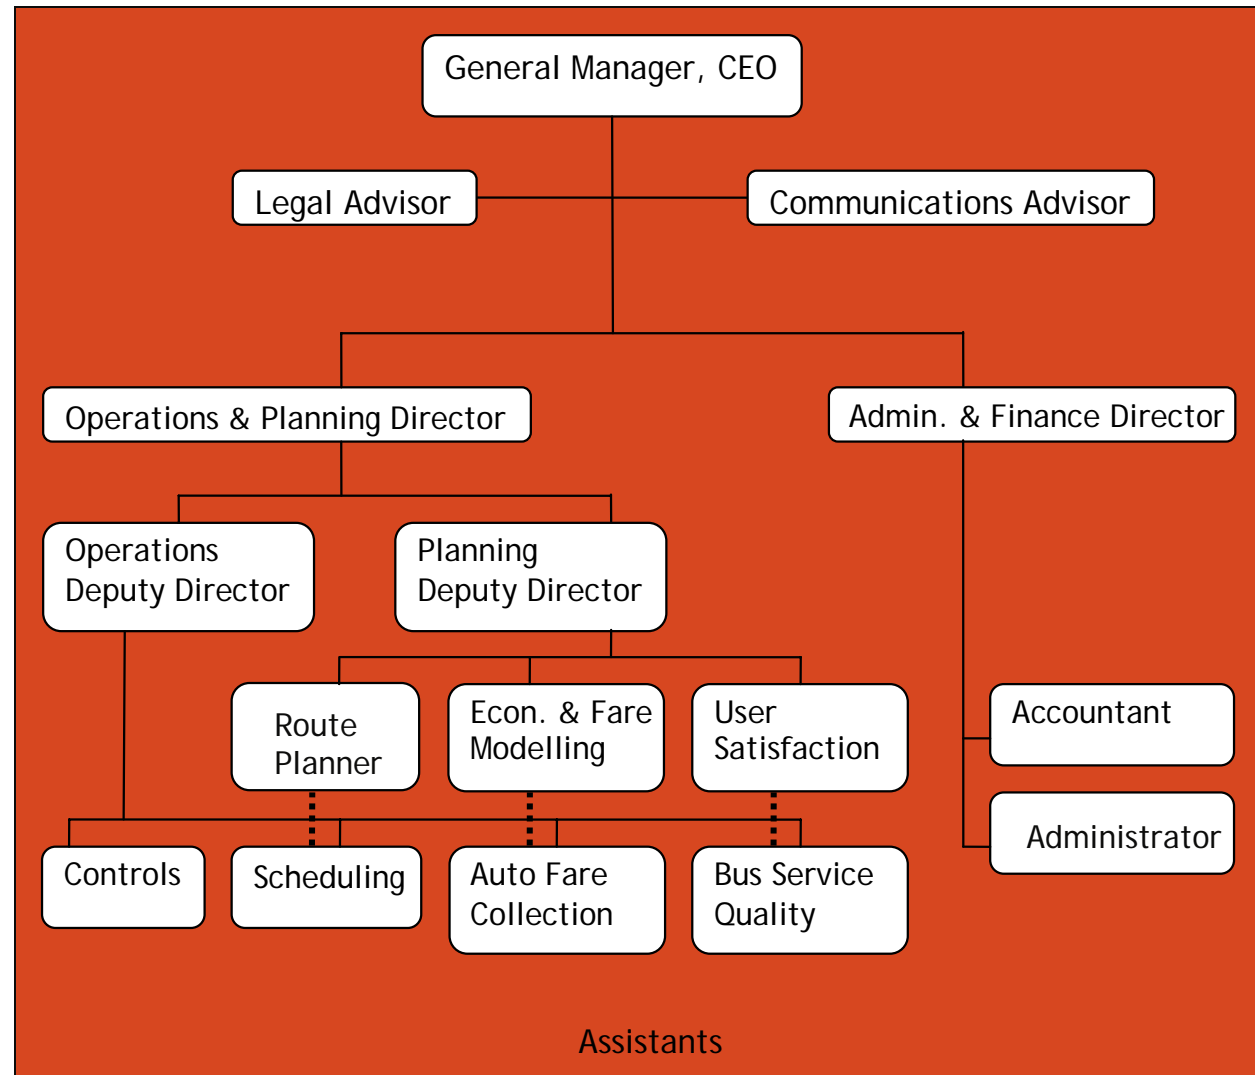 General Manager, CEO
Legal Advisor
Communications Advisor
Operations & Planning Director
Admin. & Finance Director
Operations
Deputy Director
Planning
Deputy Director
Route
Planner
Econ. & Fare
Modelling
User
Satisfaction
Accountant
Administrator
Controls
Scheduling
Auto Fare
Collection
Bus Service
Quality
Assistants